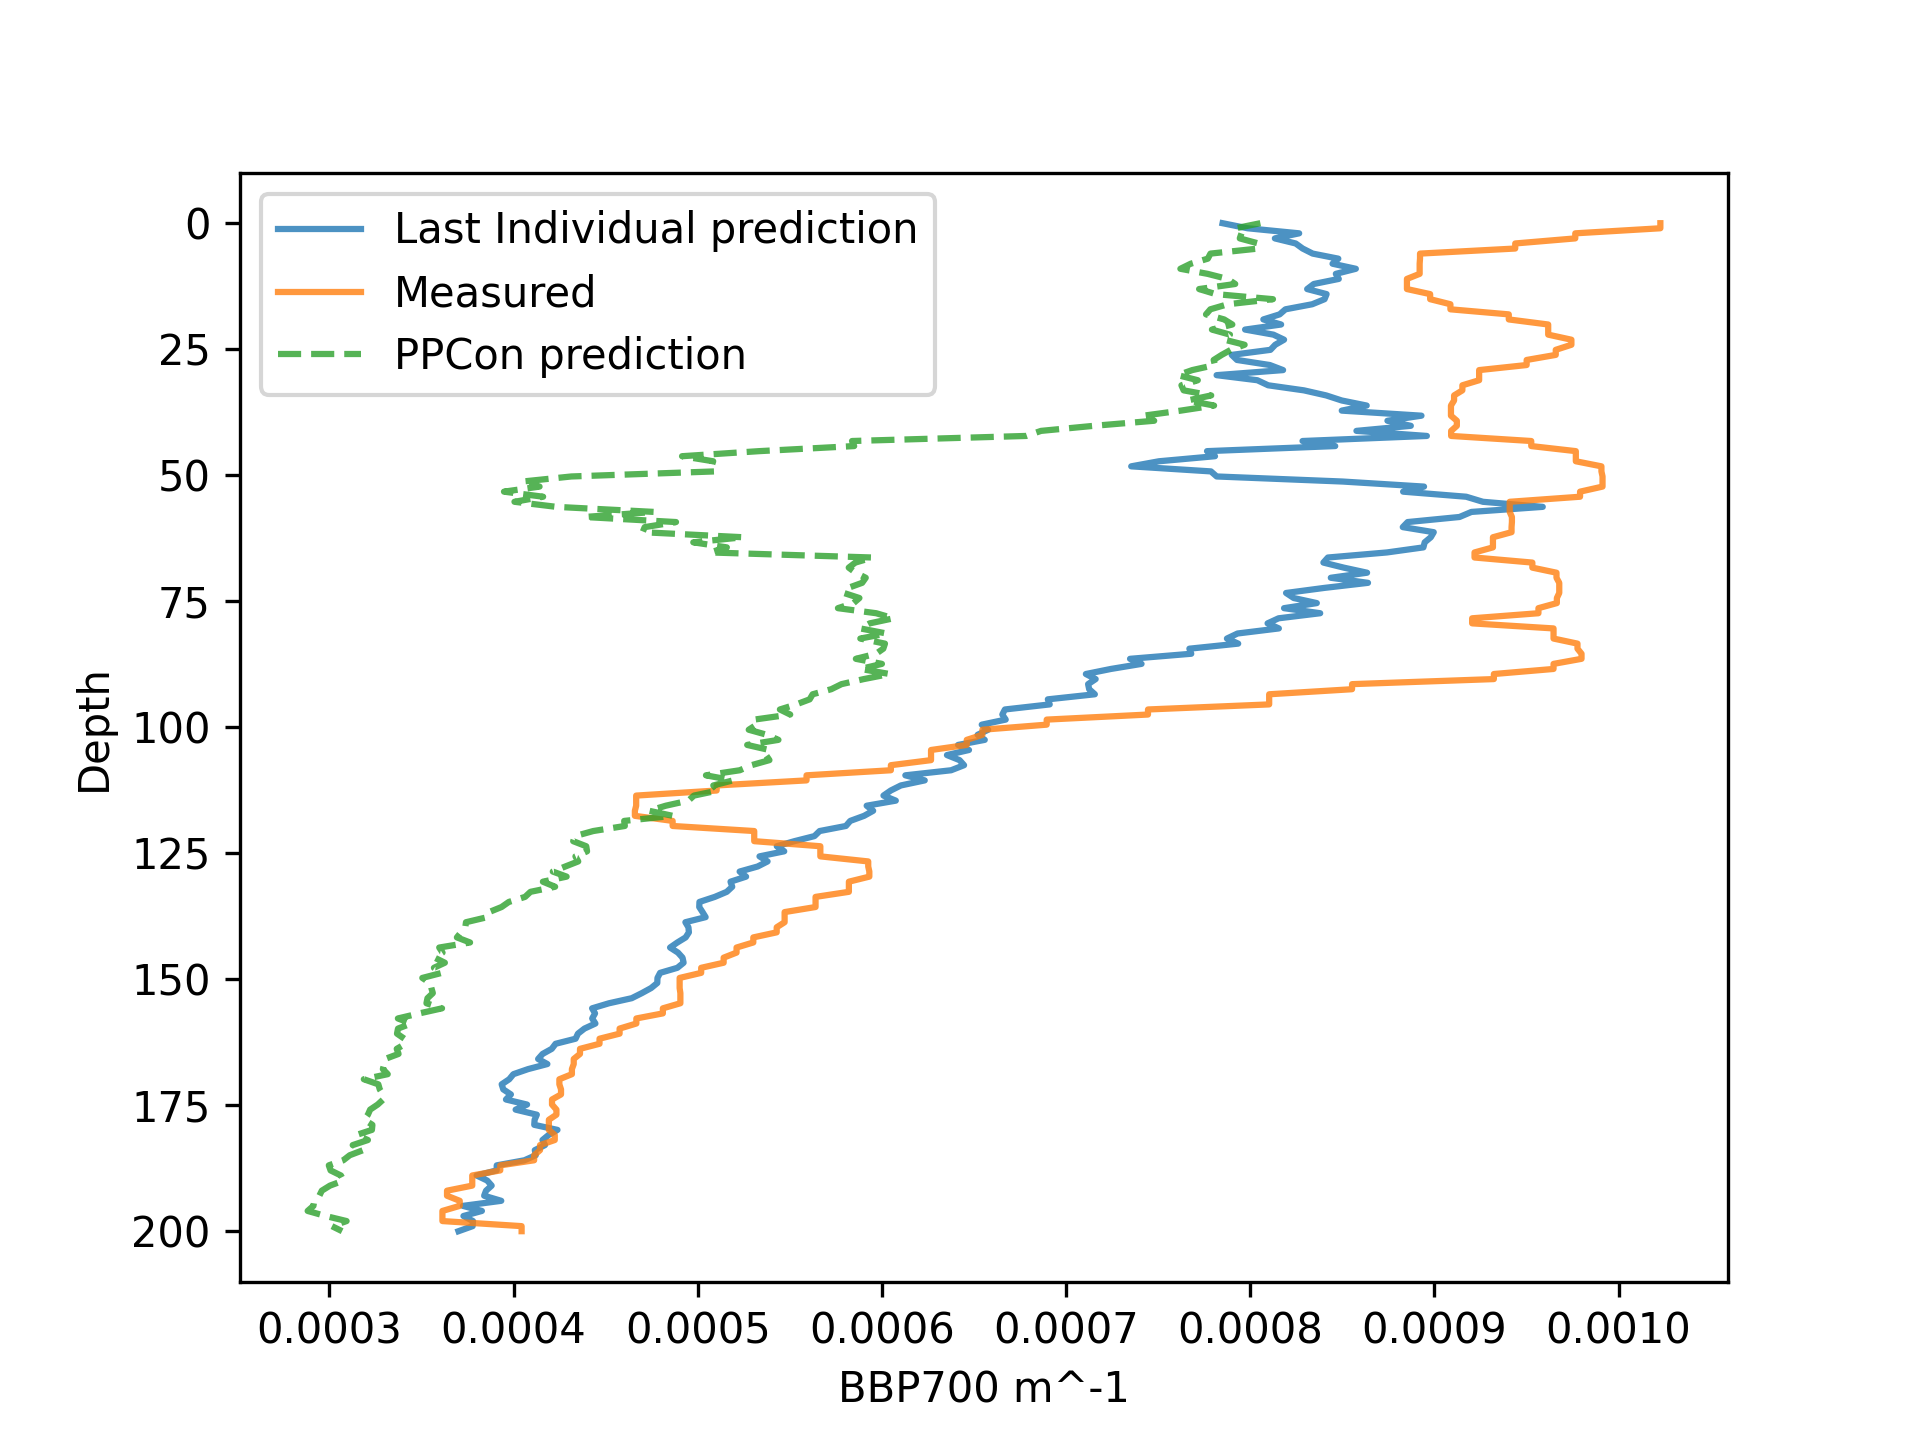 Last Individual prediction
Measured
PPCon prediction
0
25
50
75
100
125
150
175
200
Depth
0.0003 0.0004 0.0005 0.0006 0.0007 0.0008 0.0009 0.0010
BBP700 m^-1